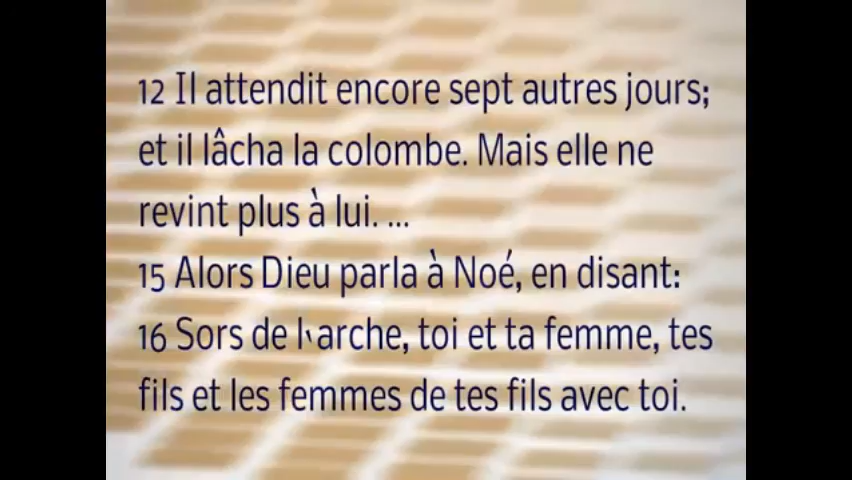 12 Il attendit encore sept autres jours;
et il lâcha la colombe. Mais elle ne
revint plus à lui. ...
15 Alors Dieu parla à Noé, en disant:
16 Sors de l'arche, toi et ta femme, tes
fils et les femmes de tes fils avec toi.